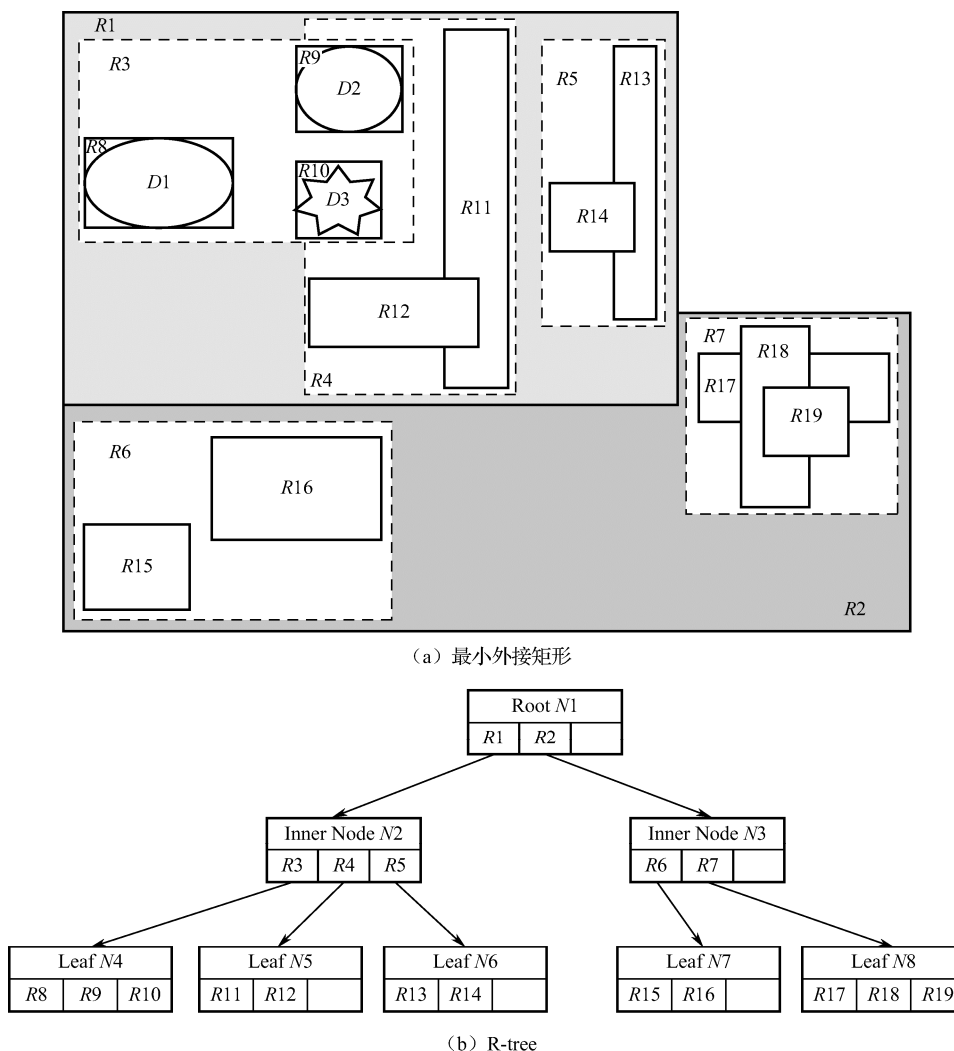 R1
R3
R9
D2
R5
R13
R8
D1
R10
D3
R11
R14
R12
R4
R7
R18
R17
R19
R6
R16
R15
R2
（a）最小外接矩形
Root N1
R1 R2
Inner Node N2 Inner Node N3
R3 R4 R5 R6 R7
Leaf N4 Leaf N5 Leaf N6 Leaf N7 Leaf N8
R8 R9 R10 R11 R12 R13 R14 R15 R16 R17 R18 R19
（b）R-tree